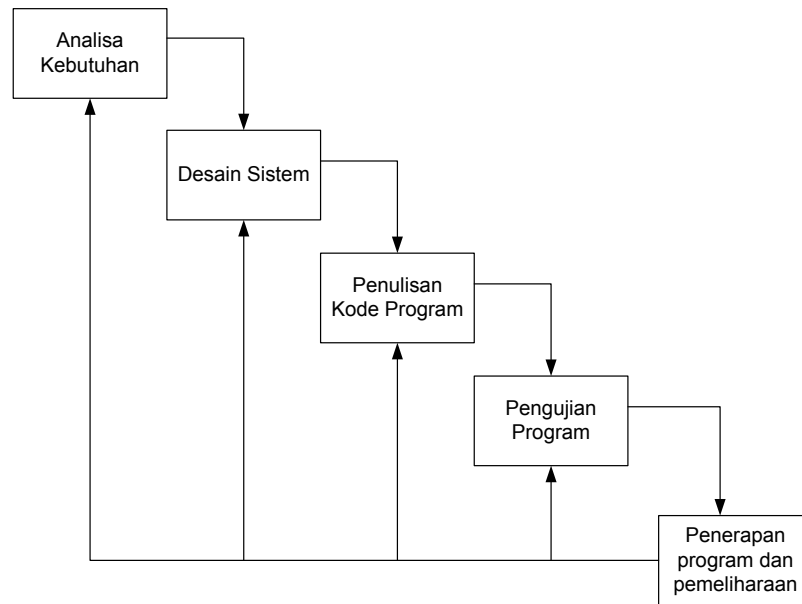 Analisa
Kebutuhan
Desain Sistem
Penulisan
Kode Program
Pengujian
Program
Penerapan
program dan
pemeliharaan